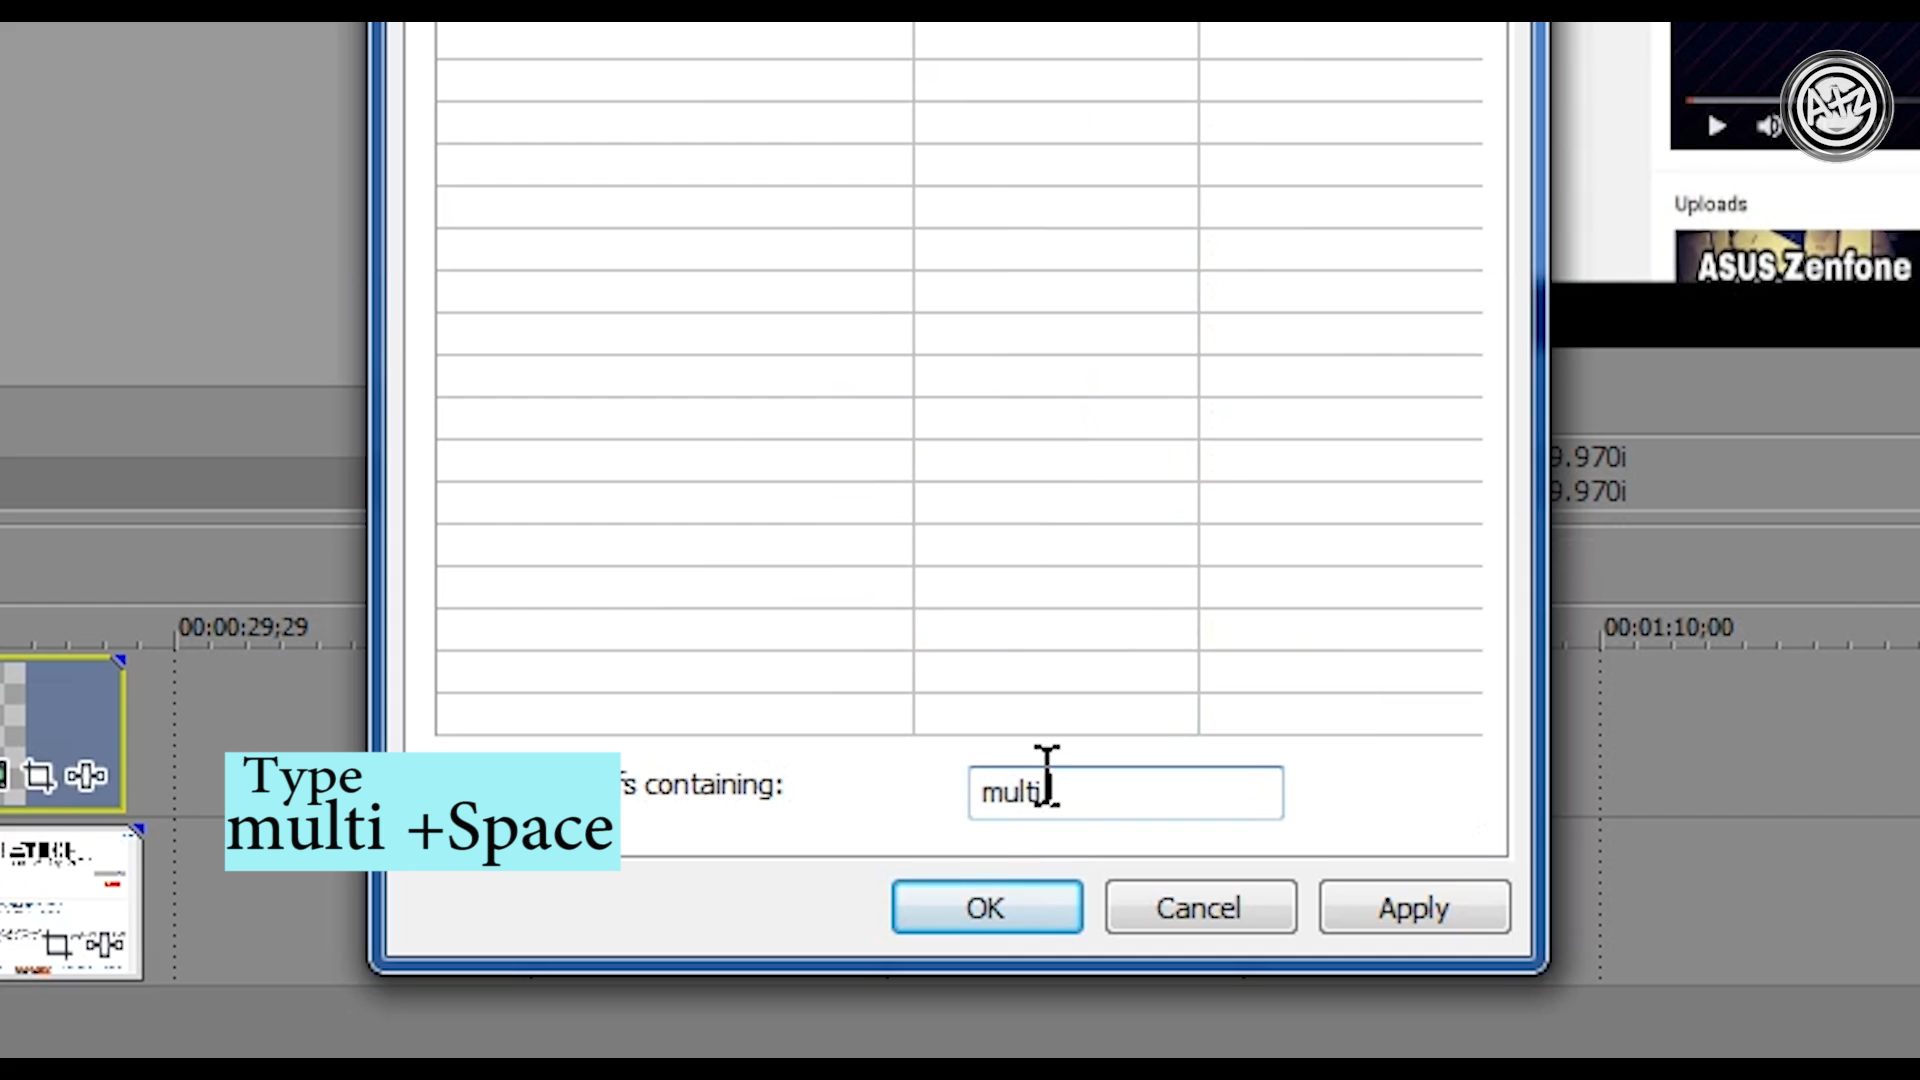 A+Z
Uploads
ASUS Zenfone
9.970i
9.970i
00:00:29;29
00:01:10;00
Type
multi +Space
fs containing:
multi
OK
Cancel
Apply